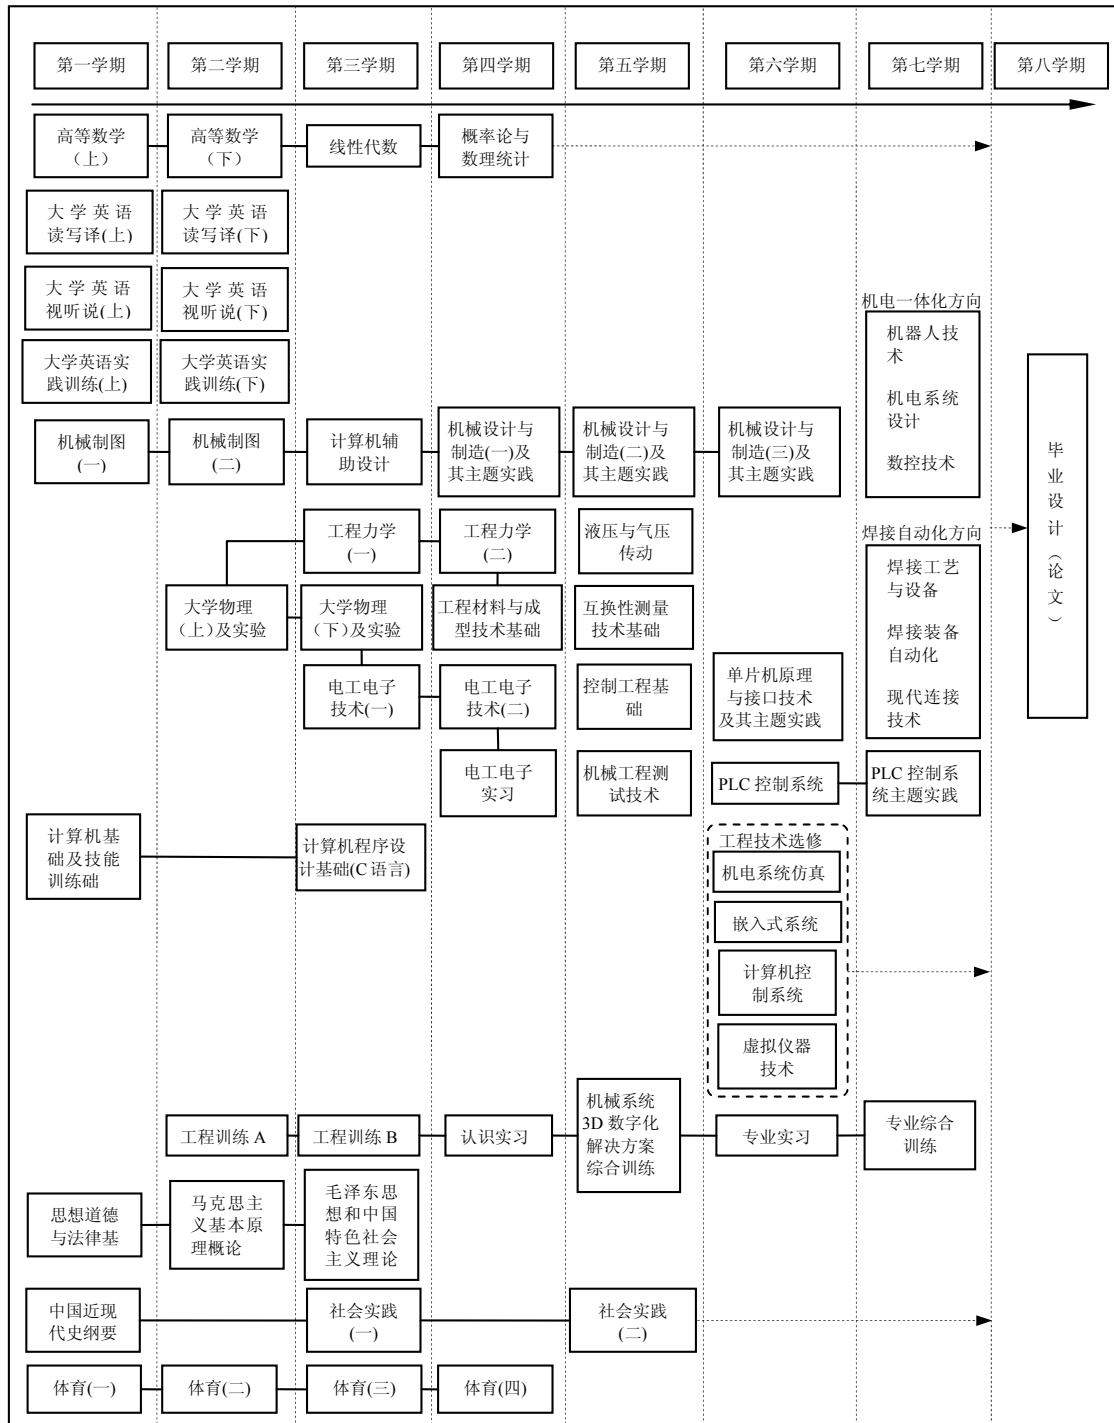 第一学期
第二学期
第三学期
第四学期
第五学期
第六学期
第七学期
第八学期
高等数学
（上）
高等数学
（下）
线性代数
概率论与
数理统计
大学英语
读写译(上)
大学英语
读写译(下)
大学英语
视听说(上)
大学英语
视听说(下)
大学英语实
践训练(上)
大学英语实
践训练(下)
机电一体化方向
机器人技
术
机电系统
设计
数控技术
机械制图
(一)
机械制图
(二)
计算机辅
助设计
机械设计与
制造(一)及
其主题实践
机械设计与
制造(二)及
其主题实践
机械设计与
制造(三)及
其主题实践
毕业设计（论文）
工程力学
(一)
工程力学
(二)
液压与气压
传动
焊接自动化方向
焊接工艺
与设备
焊接装备
自动化
现代连接
技术
大学物理
（上）及实验
大学物理
（下）及实验
工程材料与成
型技术基础
互换性测量
技术基础
电工电子
技术(一)
电工电子
技术(二)
控制工程基
础
单片机原理
与接口技术
及其主题实践
电工电子
实习
机械工程测
试技术
PLC 控制系统
PLC 控制系
统主题实践
计算机基
础及技能
训练础
计算机程序设
计基础(C 语言)
工程技术选修
机电系统仿真
嵌入式系统
计算机控
制系统
虚拟仪器
技术
工程训练 A
工程训练 B
认识实习
机械系统
3D 数字化
解决方案
综合训练
专业实习
专业综合
训练
思想道德
与法律基
马克思主
义基本原
理概论
毛泽东思
想和中国
特色社会
主义理论
中国近现
代史纲要
社会实践
(一)
社会实践
(二)
体育(一)
体育(二)
体育(三)
体育(四)